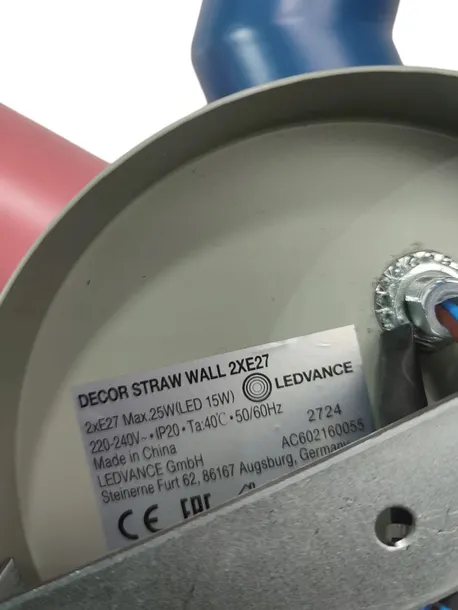 DECOR STRAW WALL 2XE27
LEDVANCE
2xE27 Max.25W(LED 15W)
220-240V~ • IP20 • Ta:40℃ • 50/60Hz
Made in China
2724
LEDVANCE GmbH
AC602160055
Steinerne Furt 62, 86167 Augsburg, Germany
CE EAC